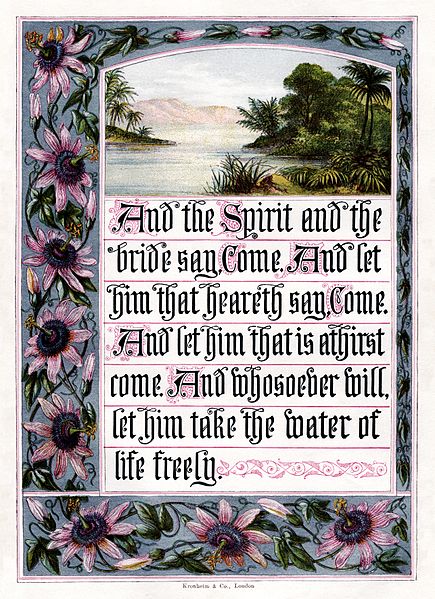 And the Spirit and the
bride say, Come. And let
him that heareth say, Come.
And let him that is athirst
come. And whosoever will,
let him take the water of
life freely.
Kronheim & Co., London